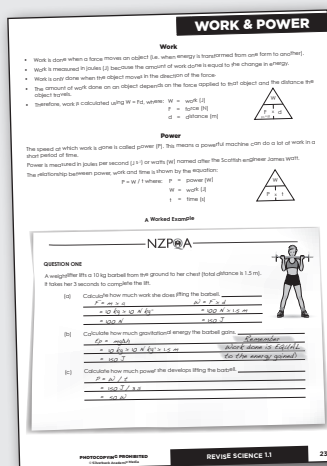 WORK & POWER
Work
• Work is done when a force moves an object (i.e. when energy is transformed from one form to another).
• Work is measured in joules (J) because the amount of work done is equal to the change in energy.
• Work is only done when the object moves in the direction of the force.
• The amount of work done on an object depends on the force applied to that object and the distance the
object travels.
• Therefore, work is calculated using W = Fd, where: W = work (J)
F = force (N)
d = distance (m)
W
F × d
Power
The speed at which work is done is called power (P). This means a powerful machine can do a lot of work in a
short period of time.
Power is measured in joules per second (J s⁻¹) or watts (W) named after the Scottish engineer James Watt.
The relationship between power, work and time is shown by the equation:
P = W / t where: P = power (W)
W = work (J)
t = time (s)
W
P × t
A Worked Example
NZPQA
QUESTION ONE
A weightlifter lifts a 10 kg barbell from the ground to her chest (total distance is 1.5 m).
It takes her 3 seconds to complete the lift.
(a) Calculate how much work she does lifting the barbell.
F = m × a W = F × d
= 10 kg × 10 N kg⁻¹ = 100 N × 1.5 m
= 100 N = 150 J
(b) Calculate how much gravitational energy the barbell gains.
Ep = mgΔh
= 10 kg × 10 N kg⁻¹ × 1.5 m
= 150 J
Remember
Work done is EQUAL
to the energy gained!
(c) Calculate how much power she develops lifting the barbell.
P = W / t
= 150 J / 3 s
= 50 W
PHOTOCOPYING PROHIBITED
REVISE SCIENCE 1.1
23